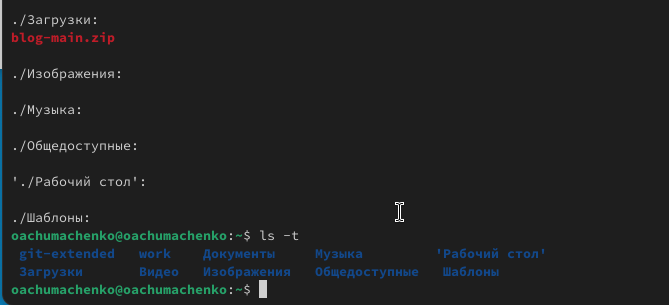 ./Загрузки:
blog-main.zip
./Изображения:
./Музыка:
./Общедоступные:
'./Рабочий стол':
./Шаблоны:
oachumachenko@oachumachenko:~$ ls -t
git-extended work Документы Музыка 'Рабочий стол'
Загрузки Видео Изображения Общедоступные Шаблоны
oachumachenko@oachumachenko:~$